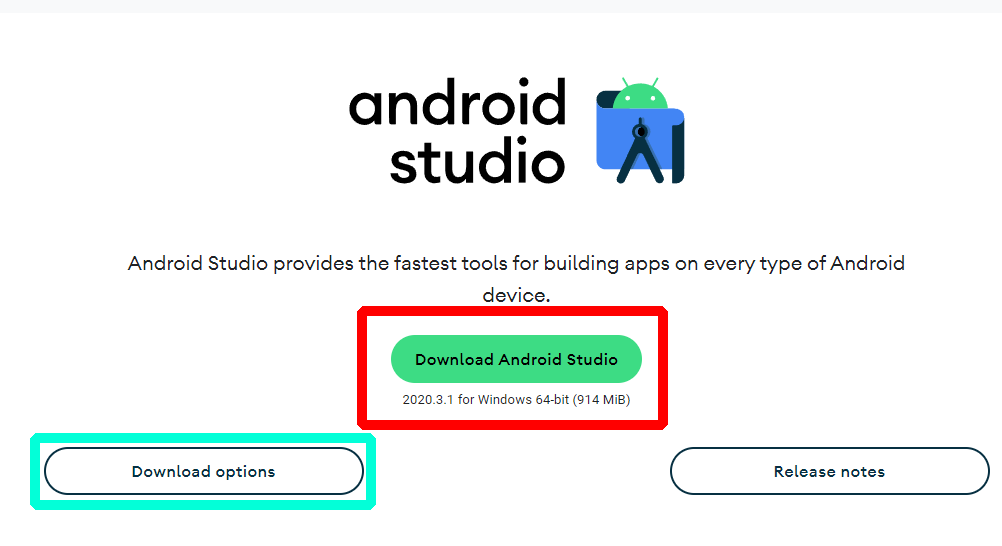 android
studio
Android Studio provides the fastest tools for building apps on every type of Android
device.
Download Android Studio
2020.3.1 for Windows 64-bit (914 MiB)
Download options
Release notes